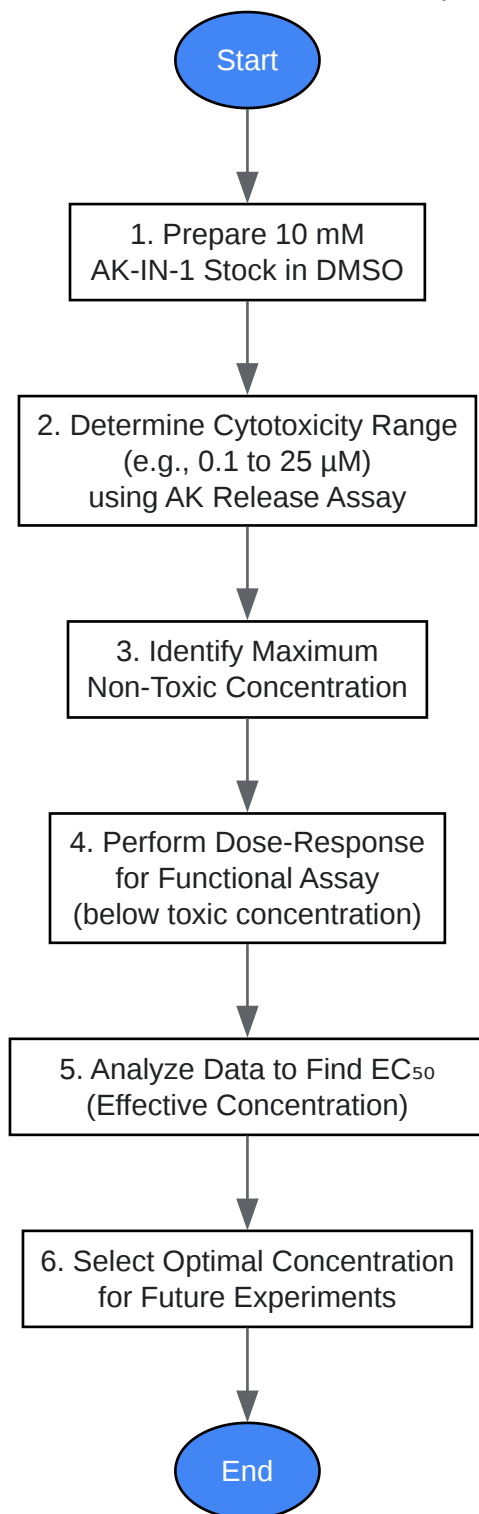 Start
1. Prepare 10 mM
AK-IN-1 Stock in DMSO
2. Determine Cytotoxicity Range
(e.g., 0.1 to 25 µM)
using AK Release Assay
3. Identify Maximum
Non-Toxic Concentration
4. Perform Dose-Response
for Functional Assay
(below toxic concentration)
5. Analyze Data to Find EC₅₀
(Effective Concentration)
6. Select Optimal Concentration
for Future Experiments
End